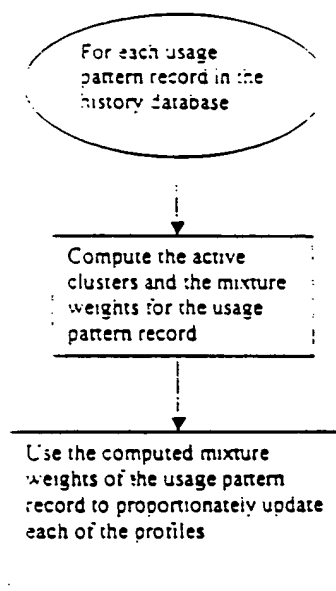 For each usage
pattern record in the
history database
Compute the active
clusters and the mixture
weights for the usage
pattern record
Use the computed mixture
weights of the usage pattern
record to proportionately update
each of the profiles